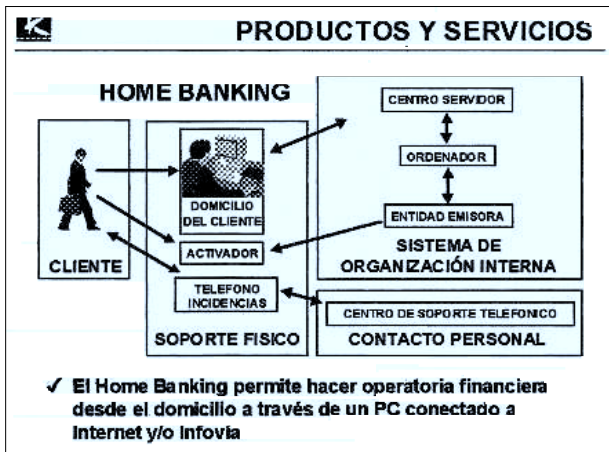 K
PRODUCTOS Y SERVICIOS
HOME BANKING
CLIENTE
DOMICILIO
DEL CLIENTE
ACTIVADOR
TELEFONO
INCIDENCIAS
SOPORTE FISICO
CENTRO SERVIDOR
ORDENADOR
ENTIDAD EMISORA
SISTEMA DE
ORGANIZACIÓN INTERNA
CENTRO DE SOPORTE TELEFONICO
CONTACTO PERSONAL
✓ El Home Banking permite hacer operatoria financiera
desde el domicilio a través de un PC conectado a
Internet y/o Infovía